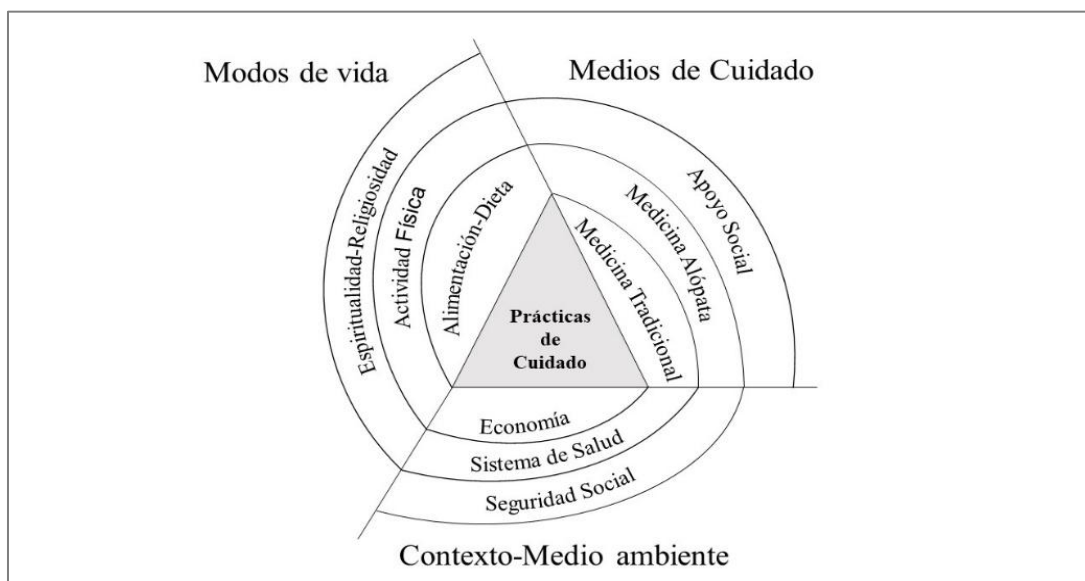 Modos de vida
Medios de Cuidado
Espiritualidad-Religiosidad
Actividad Física
Alimentación-Dieta
Medicina Tradicional
Medicina Alópata
Apoyo Social
Prácticas
de
Cuidado
Economía
Sistema de Salud
Seguridad Social
Contexto-Medio ambiente